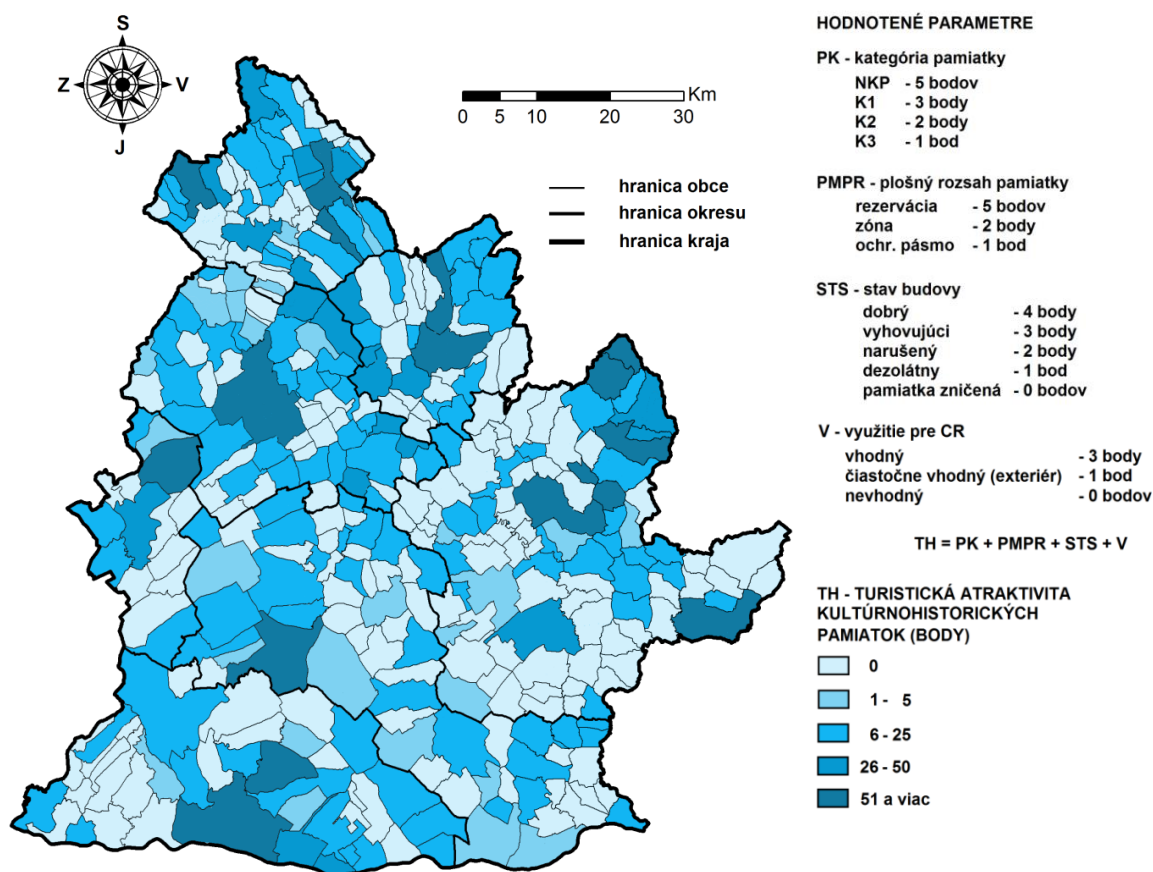 S
Z
V
J
Km
0 5 10 20 30
hranica obce
hranica okresu
hranica kraja
HODNOTENÉ PARAMETRE
PK - kategória pamiatky
NKP - 5 bodov
K1 - 3 body
K2 - 2 body
K3 - 1 bod
PMPR - plošný rozsah pamiatky
rezervácia - 5 bodov
zóna - 2 body
ochr. pásmo - 1 bod
STS - stav budovy
dobrý - 4 body
vyhovujúci - 3 body
narušený - 2 body
dezolátny - 1 bod
pamiatka zničená - 0 bodov
V - využitie pre CR
vhodný - 3 body
čiastočne vhodný (exteriér) - 1 bod
nevhodný - 0 bodov
TH = PK + PMPR + STS + V
TH - TURISTICKÁ ATRAKTIVITA
KULTÚRNOHISTORICKÝCH
PAMIATOK (BODY)
0
1 - 5
6 - 25
26 - 50
51 a viac